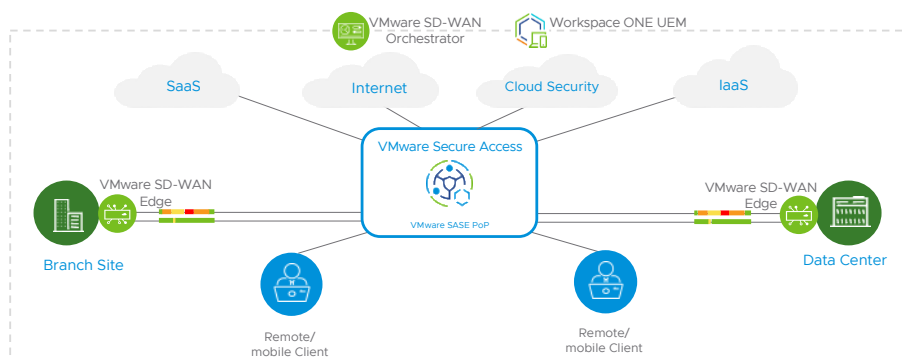 VMware SD-WAN
Orchestrator
Workspace ONE UEM
SaaS
Internet
Cloud Security
IaaS
VMware Secure Access
VMware SASE PoP
VMware SD-WAN
Edge
Branch Site
VMware SD-WAN
Edge
Data Center
Remote/
mobile Client
Remote/
mobile Client